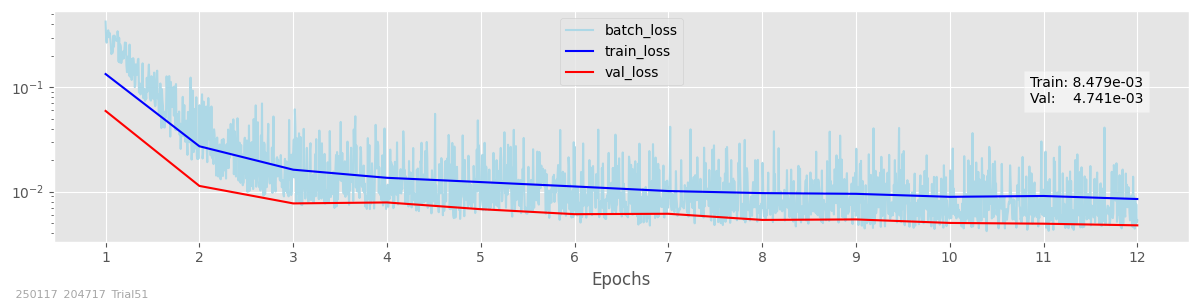 batch_loss
train_loss
val_loss
Train: 8.479e-03
Val: 4.741e-03
10⁻¹
10⁻²
1 2 3 4 5 6 7 8 9 10 11 12
Epochs
250117_204717_Trial51